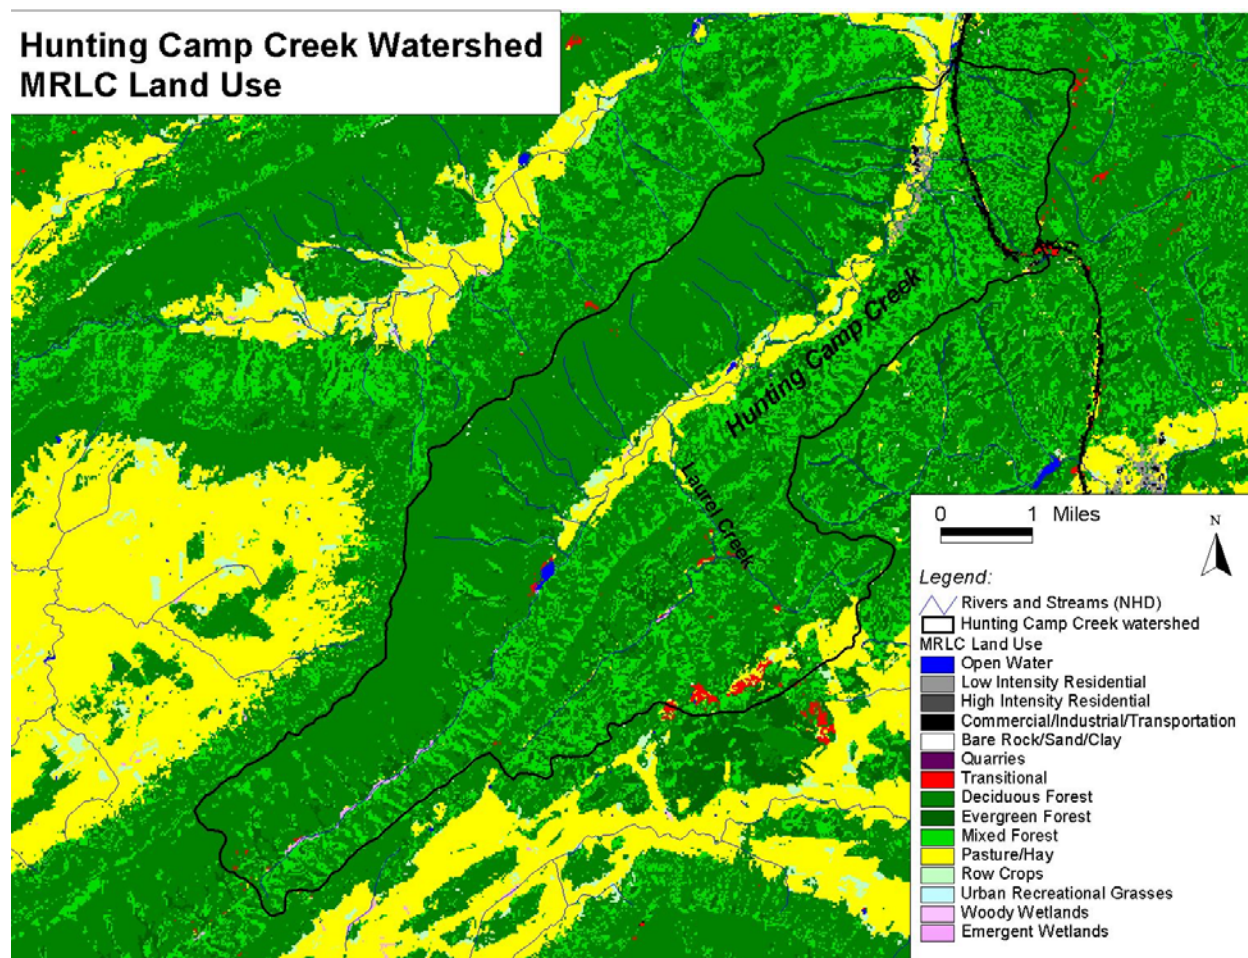 Hunting Camp Creek Watershed
MRLC Land Use
Hunting Camp Creek
Laurel Creek
0 1 Miles
N
Legend:
Rivers and Streams (NHD)
Hunting Camp Creek watershed
MRLC Land Use
Open Water
Low Intensity Residential
High Intensity Residential
Commercial/Industrial/Transportation
Bare Rock/Sand/Clay
Quarries
Transitional
Deciduous Forest
Evergreen Forest
Mixed Forest
Pasture/Hay
Row Crops
Urban Recreational Grasses
Woody Wetlands
Emergent Wetlands